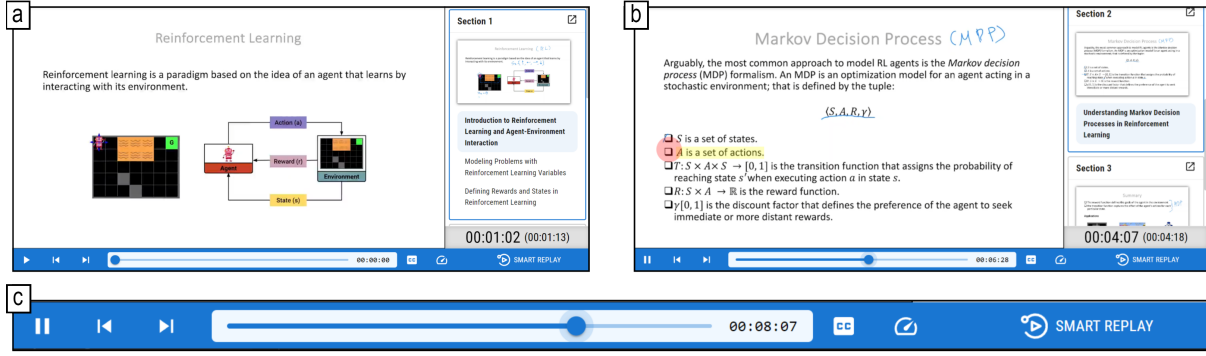 a
Reinforcement Learning
Reinforcement learning is a paradigm based on the idea of an agent that learns by
interacting with its environment.
G
Action (a)
Agent
Reward (r)
G
Environment
State (s)
Section 1
Introduction to Reinforcement
Learning and Agent-Environment
Interaction
Modeling Problems with
Reinforcement Learning Variables
Defining Rewards and States in
Reinforcement Learning
00:01:02 (00:01:13)
00:00:00
CC
SMART REPLAY
b
Markov Decision Process (MDP)
Arguably, the most common approach to model RL agents is the Markov decision
process (MDP) formalism. An MDP is an optimization model for an agent acting in a
stochastic environment; that is defined by the tuple:
⟨S,A,R,γ⟩
S is a set of states.
A is a set of actions.
T: S × A× S → [0, 1] is the transition function that assigns the probability of
reaching state s′when executing action a in state s.
R: S × A → ℝ is the reward function.
γ[0, 1] is the discount factor that defines the preference of the agent to seek
immediate or more distant rewards.
Section 2
Markov Decision Process (MDP)
Understanding Markov Decision
Processes in Reinforcement
Learning
Section 3
Summary
00:04:07 (00:04:18)
00:06:28
CC
SMART REPLAY
c
00:08:07
CC
SMART REPLAY